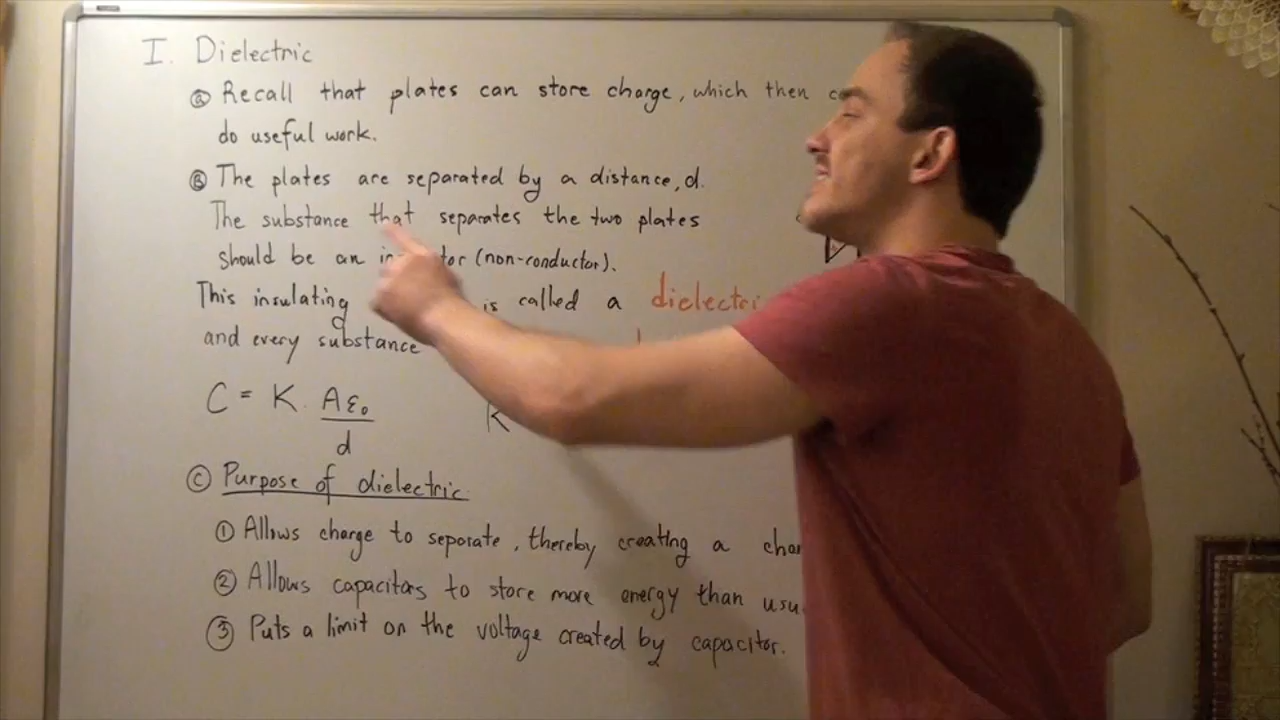 I. Dielectric
ⓐ Recall that plates can store charge, which then
do useful work.
Ⓑ The plates are separated by a distance, d.
The substance that separates the two plates
should be an (non-conductor).
This insulating is called a dielectric
and every substance
C = K · Aε₀
d
K
Ⓒ Purpose of dielectric
① Allows charge to separate, thereby creating a
② Allows capacitors to store more energy than
③ Puts a limit on the voltage created by capacitor.